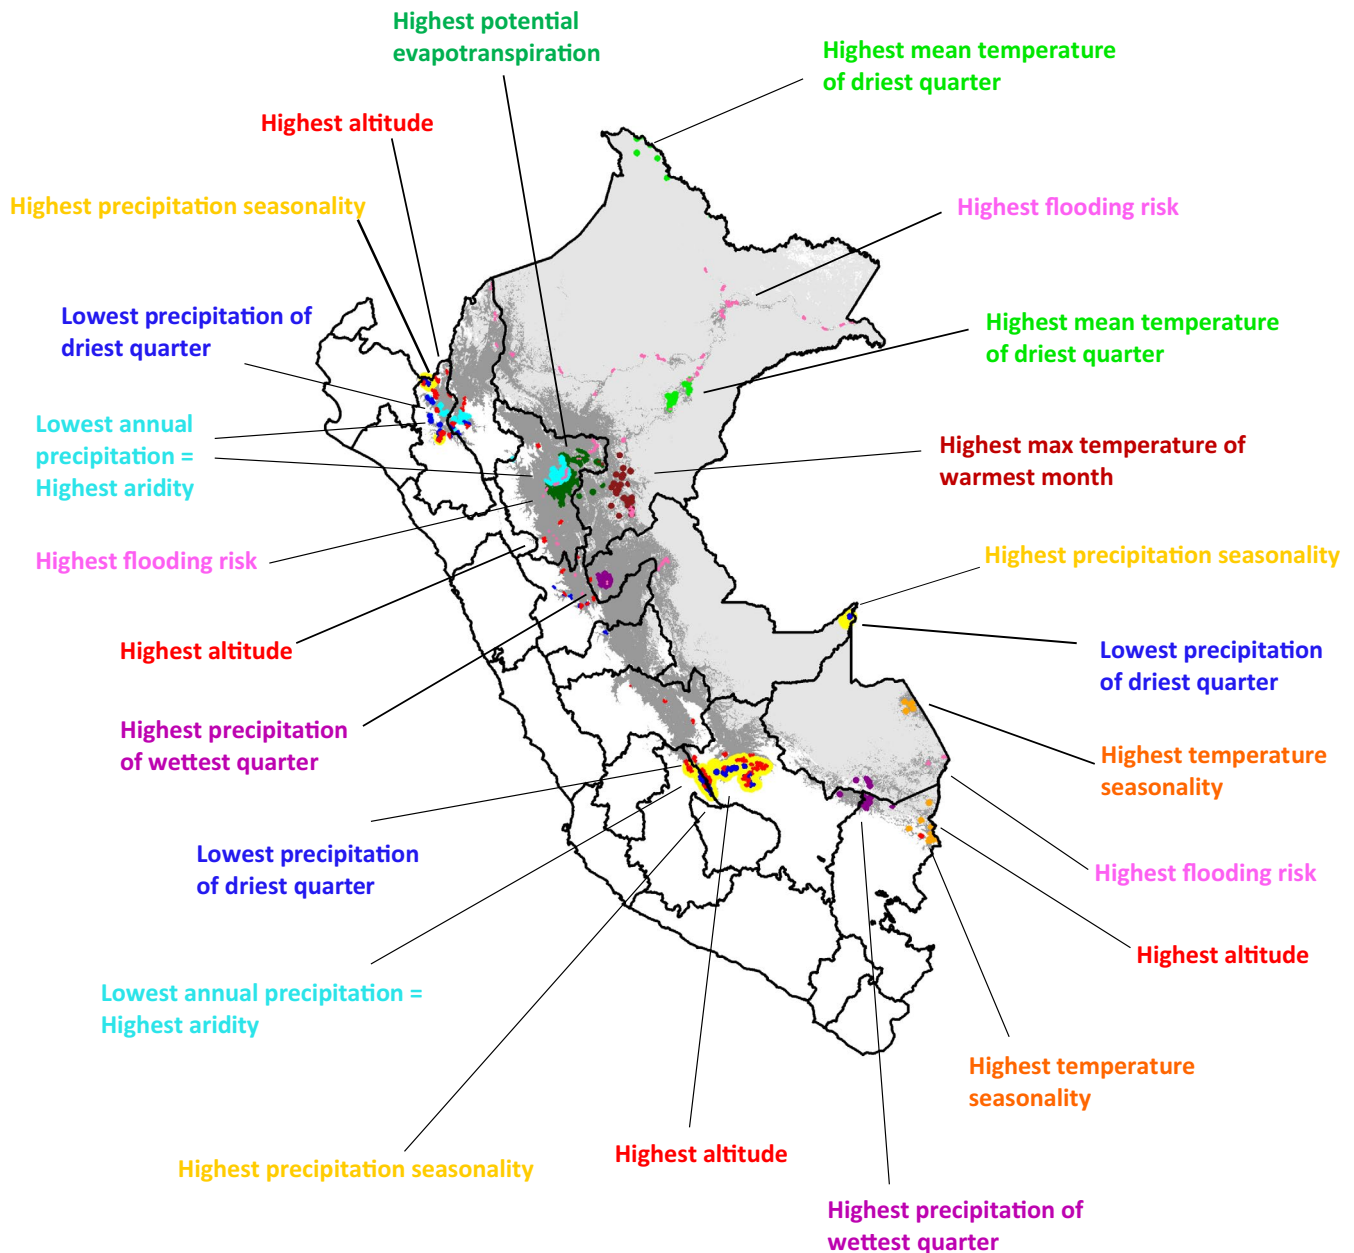 Highest potential
evapotranspiration
Highest mean temperature
of driest quarter
Highest altitude
Highest precipitation seasonality
Highest flooding risk
Lowest precipitation of
driest quarter
Highest mean temperature
of driest quarter
Lowest annual
precipitation =
Highest aridity
Highest max temperature of
warmest month
Highest flooding risk
Highest precipitation seasonality
Highest altitude
Lowest precipitation
of driest quarter
Highest precipitation
of wettest quarter
Highest temperature
seasonality
Lowest precipitation
of driest quarter
Highest flooding risk
Highest altitude
Lowest annual precipitation =
Highest aridity
Highest temperature
seasonality
Highest altitude
Highest precipitation seasonality
Highest precipitation of
wettest quarter